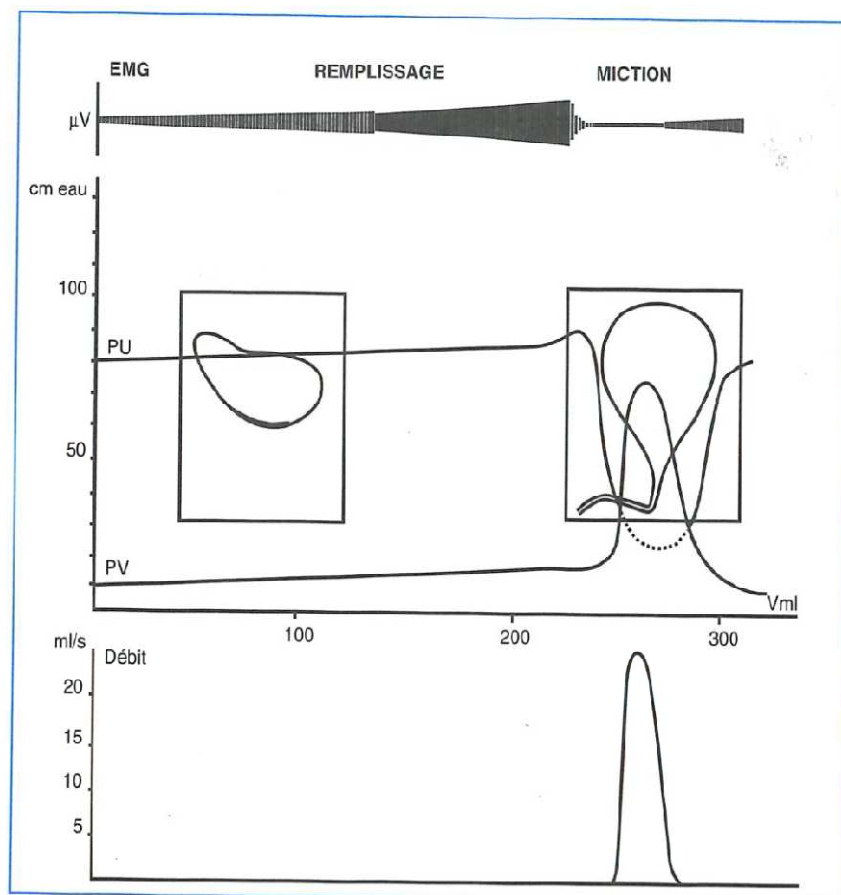 EMG REMPLISSAGE MICTION
µV
cm eau
100
PU
50
PV
Vml
100 200 300
ml/s
Débit
20
15
10
5